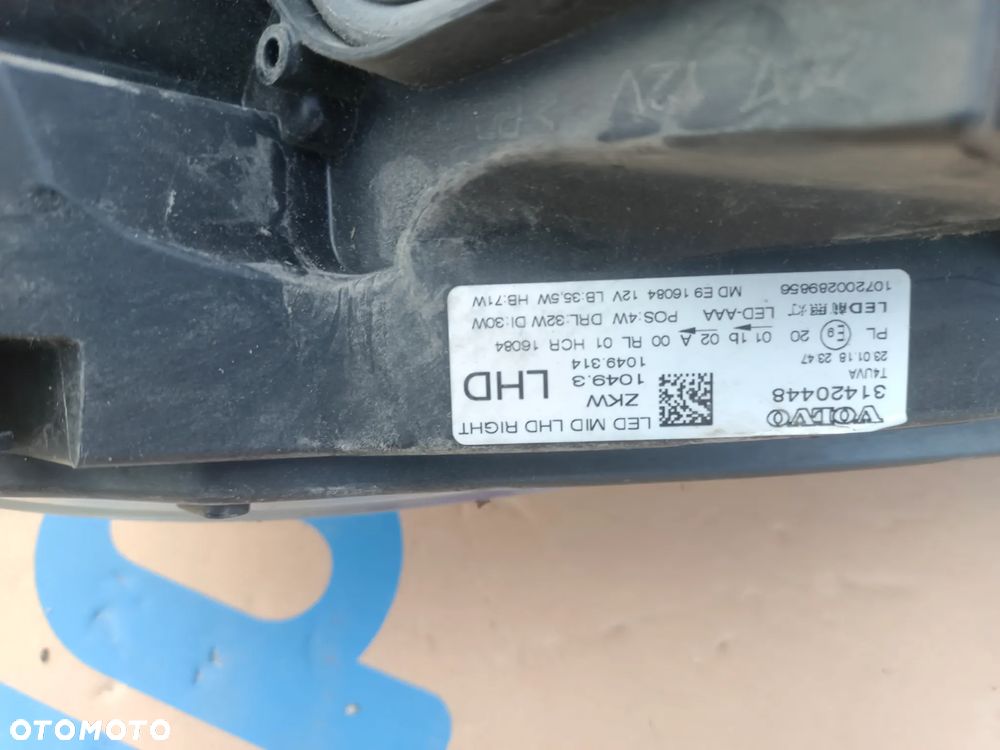 VOLVO
31420448
T4UVA
23 01 18 23 47
PL E9 20 01 1b 02 A 00 RL 01 HCR 16084
LED前照灯 LED-AAA POS:4W DRL:32W DI:30W
107200289856 MD E9 16084 12V LB:35,5W HB:71W
LED MID LHD RIGHT
ZKW
1049.3
1049.314
LHD
OTOMOTO